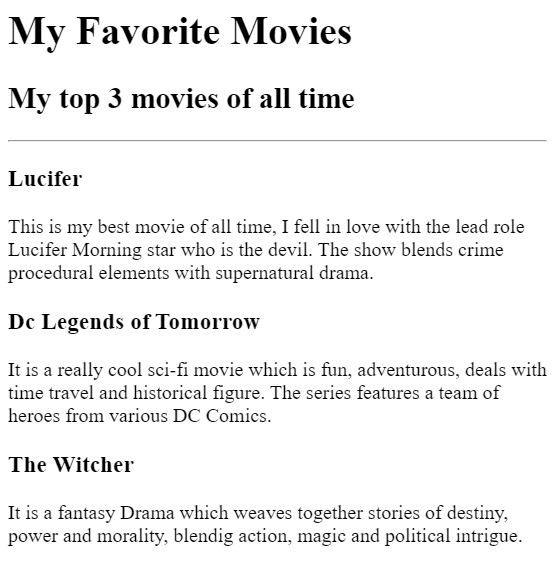 My Favorite Movies
My top 3 movies of all time
Lucifer
This is my best movie of all time, I fell in love with the lead role
Lucifer Morning star who is the devil. The show blends crime
procedural elements with supernatural drama.
Dc Legends of Tomorrow
It is a really cool sci-fi movie which is fun, adventurous, deals with
time travel and historical figure. The series features a team of
heroes from various DC Comics.
The Witcher
It is a fantasy Drama which weaves together stories of destiny,
power and morality, blendig action, magic and political intrigue.